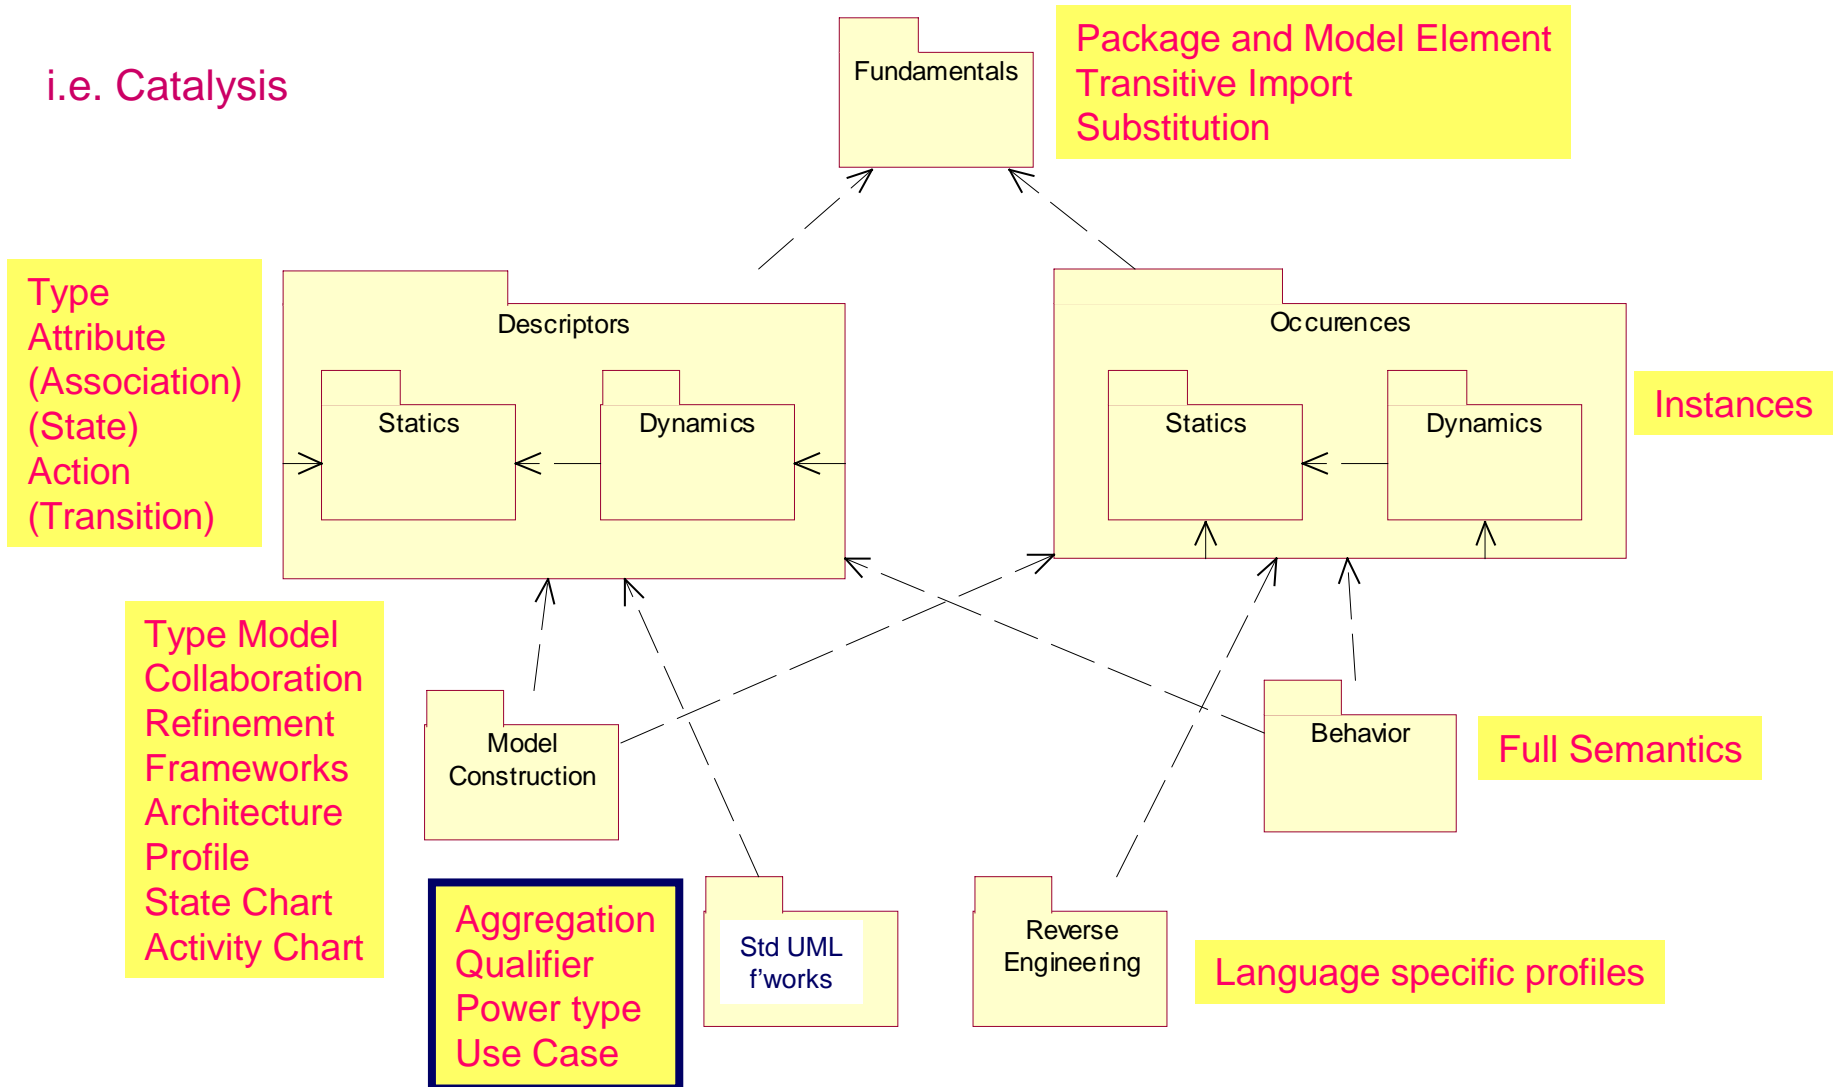 i.e. Catalysis
Fundamentals
Package and Model Element
Transitive Import
Substitution
Type
Attribute
(Association)
(State)
Action
(Transition)
Descriptors
Statics
Dynamics
Occurences
Statics
Dynamics
Instances
Type Model
Collaboration
Refinement
Frameworks
Architecture
Profile
State Chart
Activity Chart
Model
Construction
Behavior
Full Semantics
Aggregation
Qualifier
Power type
Use Case
Std UML
f'works
Reverse
Engineering
Language specific profiles